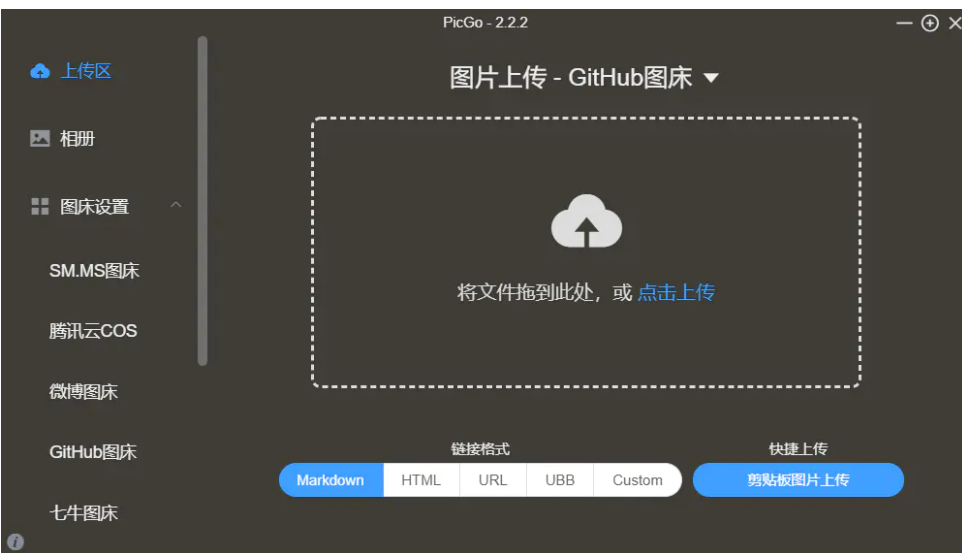 PicGo - 2.2.2
上传区
相册
图床设置
SM.MS图床
腾讯云COS
微博图床
GitHub图床
七牛图床
图片上传 - GitHub图床
将文件拖到此处，或 点击上传
链接格式
Markdown HTML URL UBB Custom
快捷上传
剪贴板图片上传